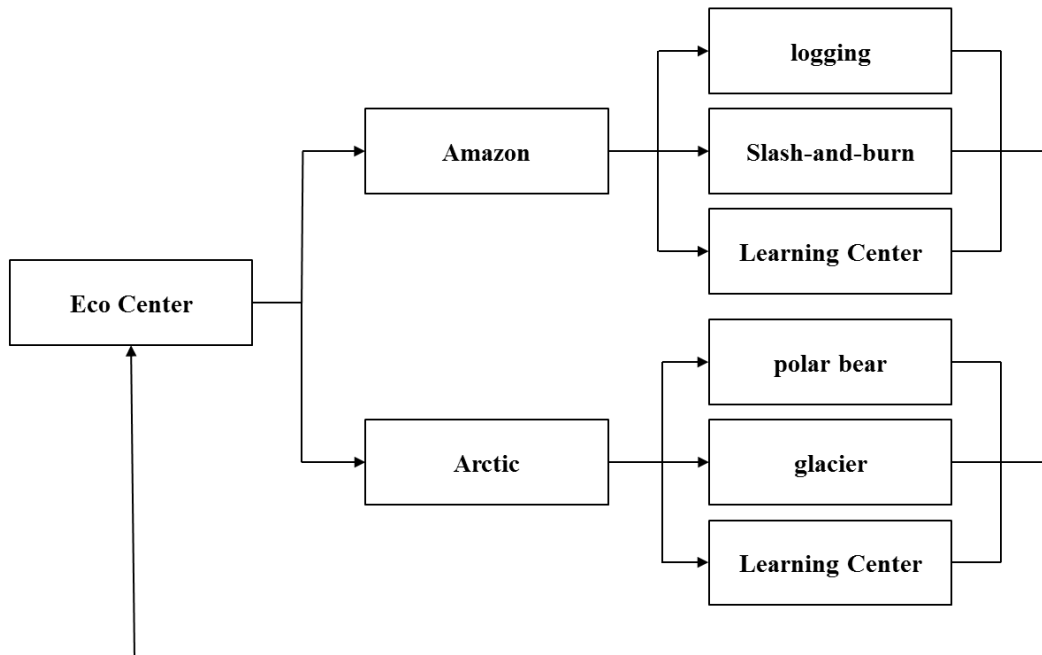 logging
Amazon
Slash-and-burn
Learning Center
Eco Center
polar bear
Arctic
glacier
Learning Center